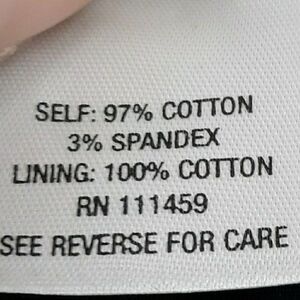 SELF: 97% COTTON
3% SPANDEX
LINING: 100% COTTON
RN 111459
SEE REVERSE FOR CARE